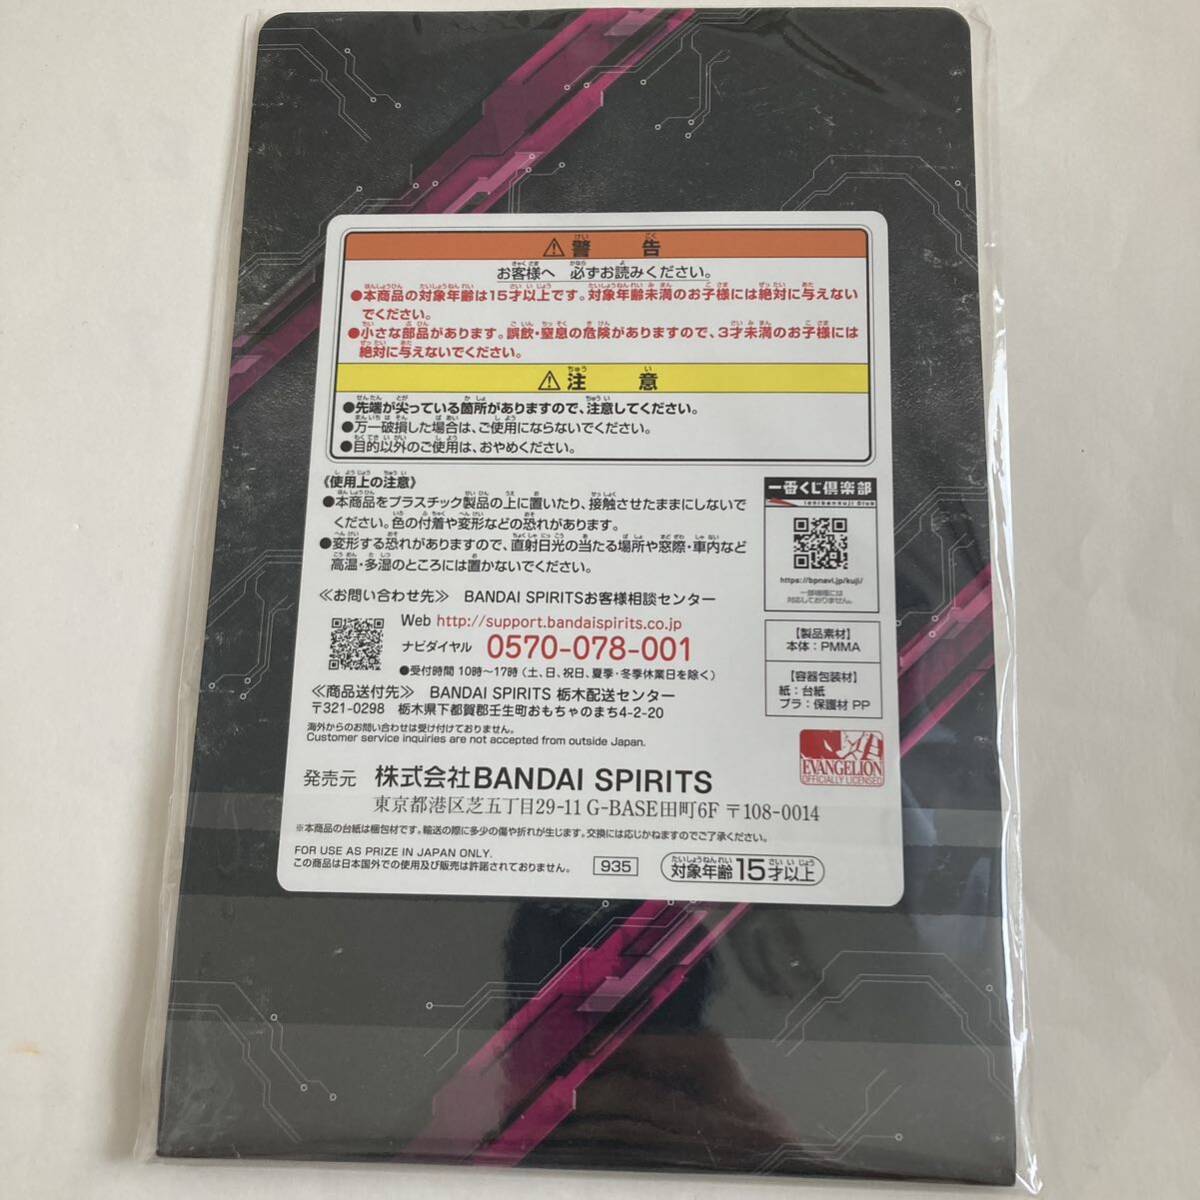 ⚠警告
お客様へ 必ずお読みください。
●本商品の対象年齢は15才以上です。対象年齢未満のお子様には絶対に与えない
でください。
●小さな部品があります。誤飲・窒息の危険がありますので、3才未満のお子様には
絶対に与えないでください。
⚠注意
●先端が尖っている箇所がありますので、注意してください。
●万一破損した場合は、ご使用にならないでください。
●目的以外のご使用は、おやめください。
《使用上の注意》
●本商品をプラスチック製品の上に置いたり、接触させたままにしないで
ください。色の付着や変形などの恐れがあります。
●変形する恐れがありますので、直射日光の当たる場所や窓際・車内など
高温・多湿のところには置かないでください。
一番くじ倶楽部
Ichiban Kuji Club
https://bpnavi.jp/kuji/
一部機種には
対応しておりません。
≪お問い合わせ先≫ BANDAI SPIRITSお客様相談センター
Web http://support.bandaispirits.co.jp
ナビダイヤル 0570-078-001
●受付時間 10時〜17時(土、日、祝日、夏季・冬季休業日を除く)
≪商品送付先≫ BANDAI SPIRITS 栃木配送センター
〒321-0298 栃木県下都賀郡壬生町おもちゃのまち4-2-20
【製品素材】
本体:PMMA
【容器包装材】
紙:台紙
プラ:保護材 PP
海外からのお問い合わせは受け付けておりません。
Customer service inquiries are not accepted from outside Japan.
EVANGELION
OFFICIALLY LICENSED
発売元 株式会社BANDAI SPIRITS
東京都港区芝五丁目29-11 G-BASE田町6F 〒108-0014
※本商品の台紙は梱包材です。輸送の際に多少の傷や折れが生じます。交換には応じかねますのでご了承ください。
FOR USE AS PRIZE IN JAPAN ONLY.
この商品は日本国外での使用及び販売は許諾されておりません。
935
対象年齢15才以上